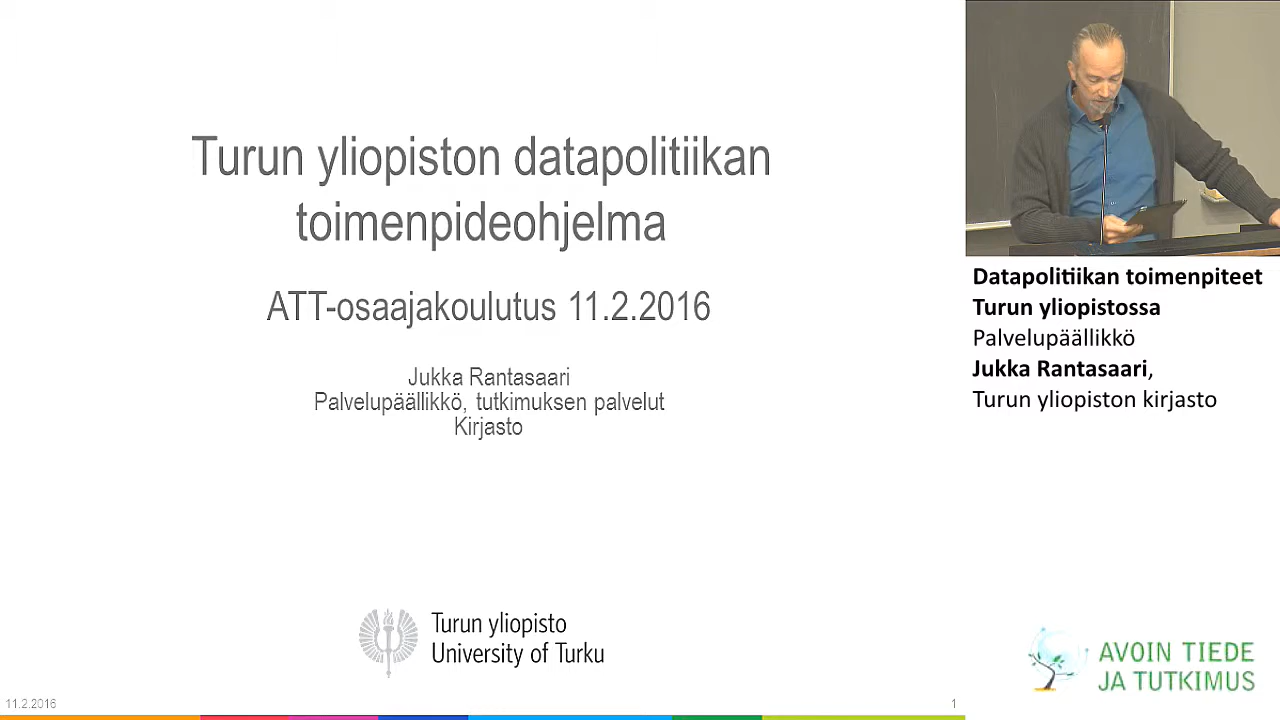 Turun yliopiston datapolitiikan
toimenpideohjelma
ATT-osaajakoulutus 11.2.2016
Jukka Rantasaari
Palvelupäällikkö, tutkimuksen palvelut
Kirjasto
Turun yliopisto
University of Turku
11.2.2016
1
Datapolitiikan toimenpiteet
Turun yliopistossa
Palvelupäällikkö
Jukka Rantasaari,
Turun yliopiston kirjasto
AVOIN TIEDE
JA TUTKIMUS